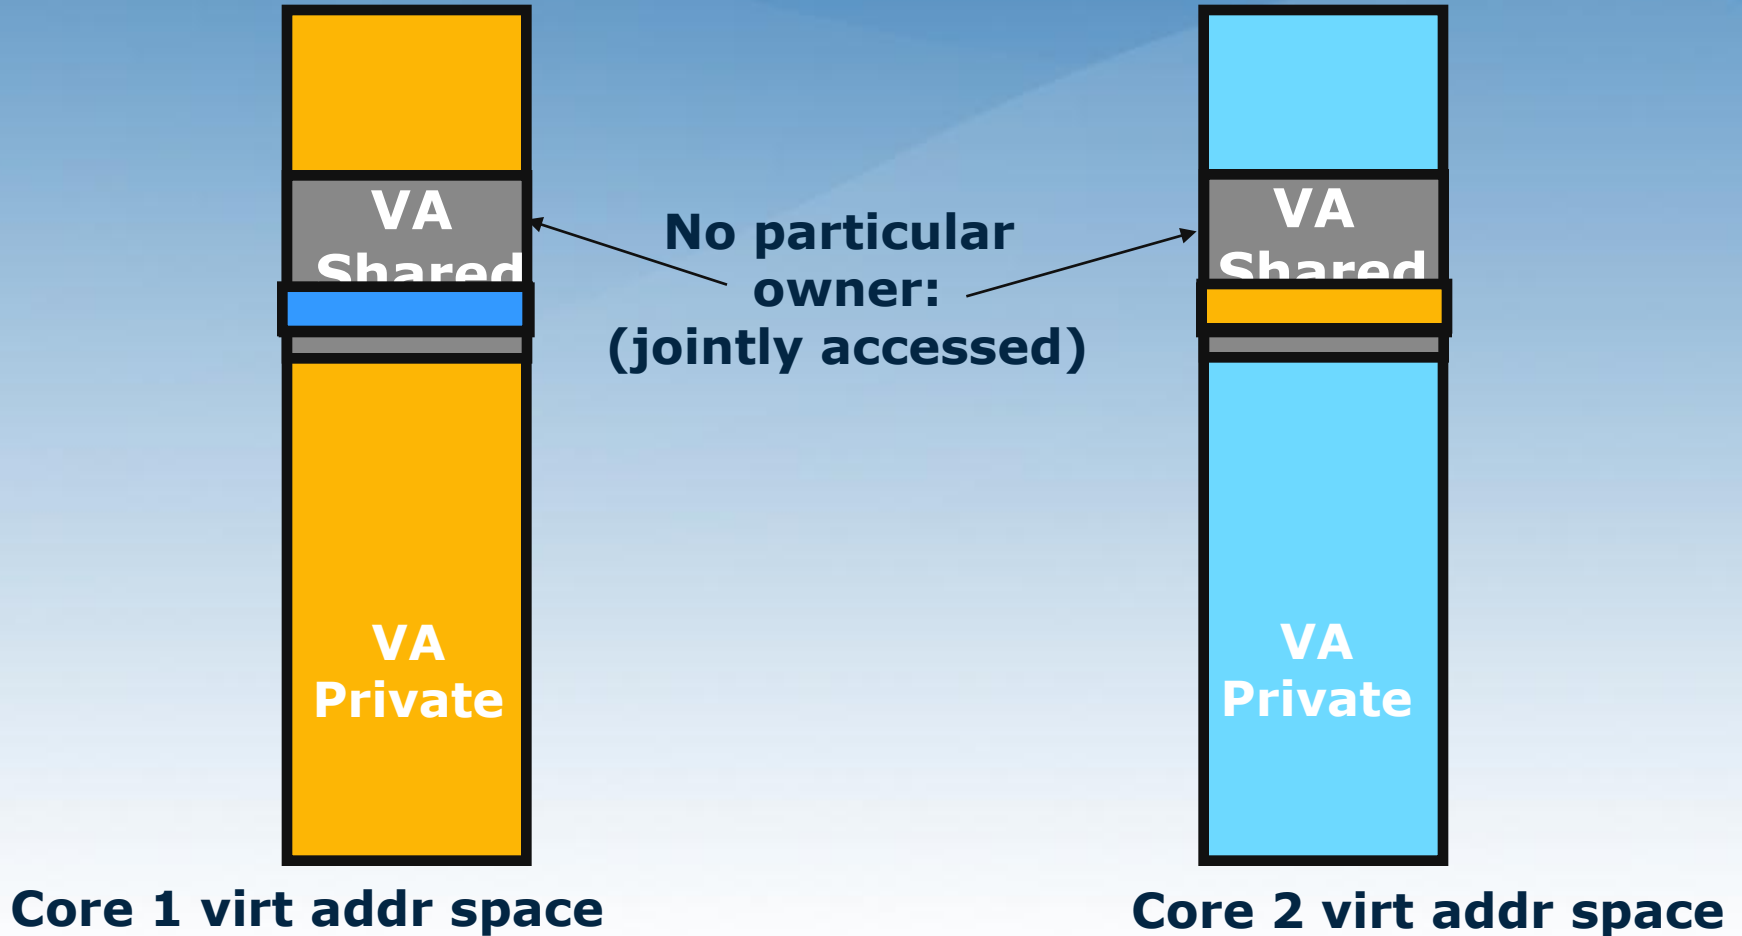 VA
Shared
No particular
owner:
(jointly accessed)
VA
Shared
VA
Private
VA
Private
Core 1 virt addr space
Core 2 virt addr space